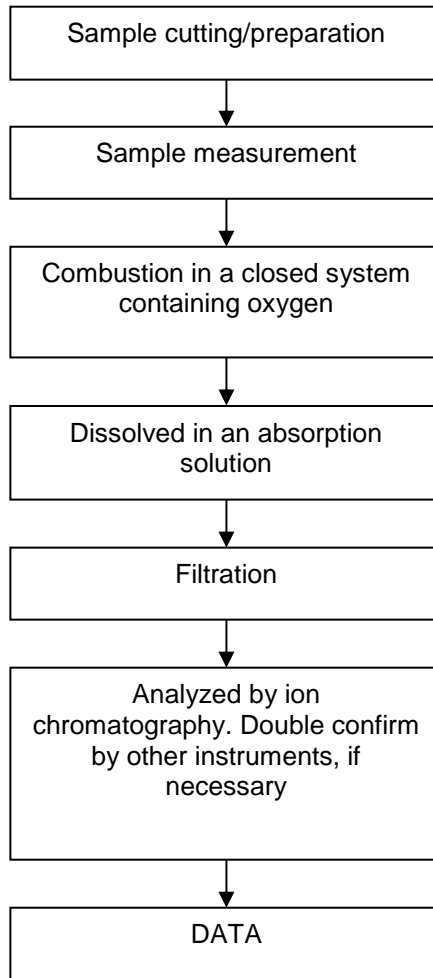 Sample cutting/preparation
Sample measurement
Combustion in a closed system
containing oxygen
Dissolved in an absorption
solution
Filtration
Analyzed by ion
chromatography. Double confirm
by other instruments, if
necessary
DATA